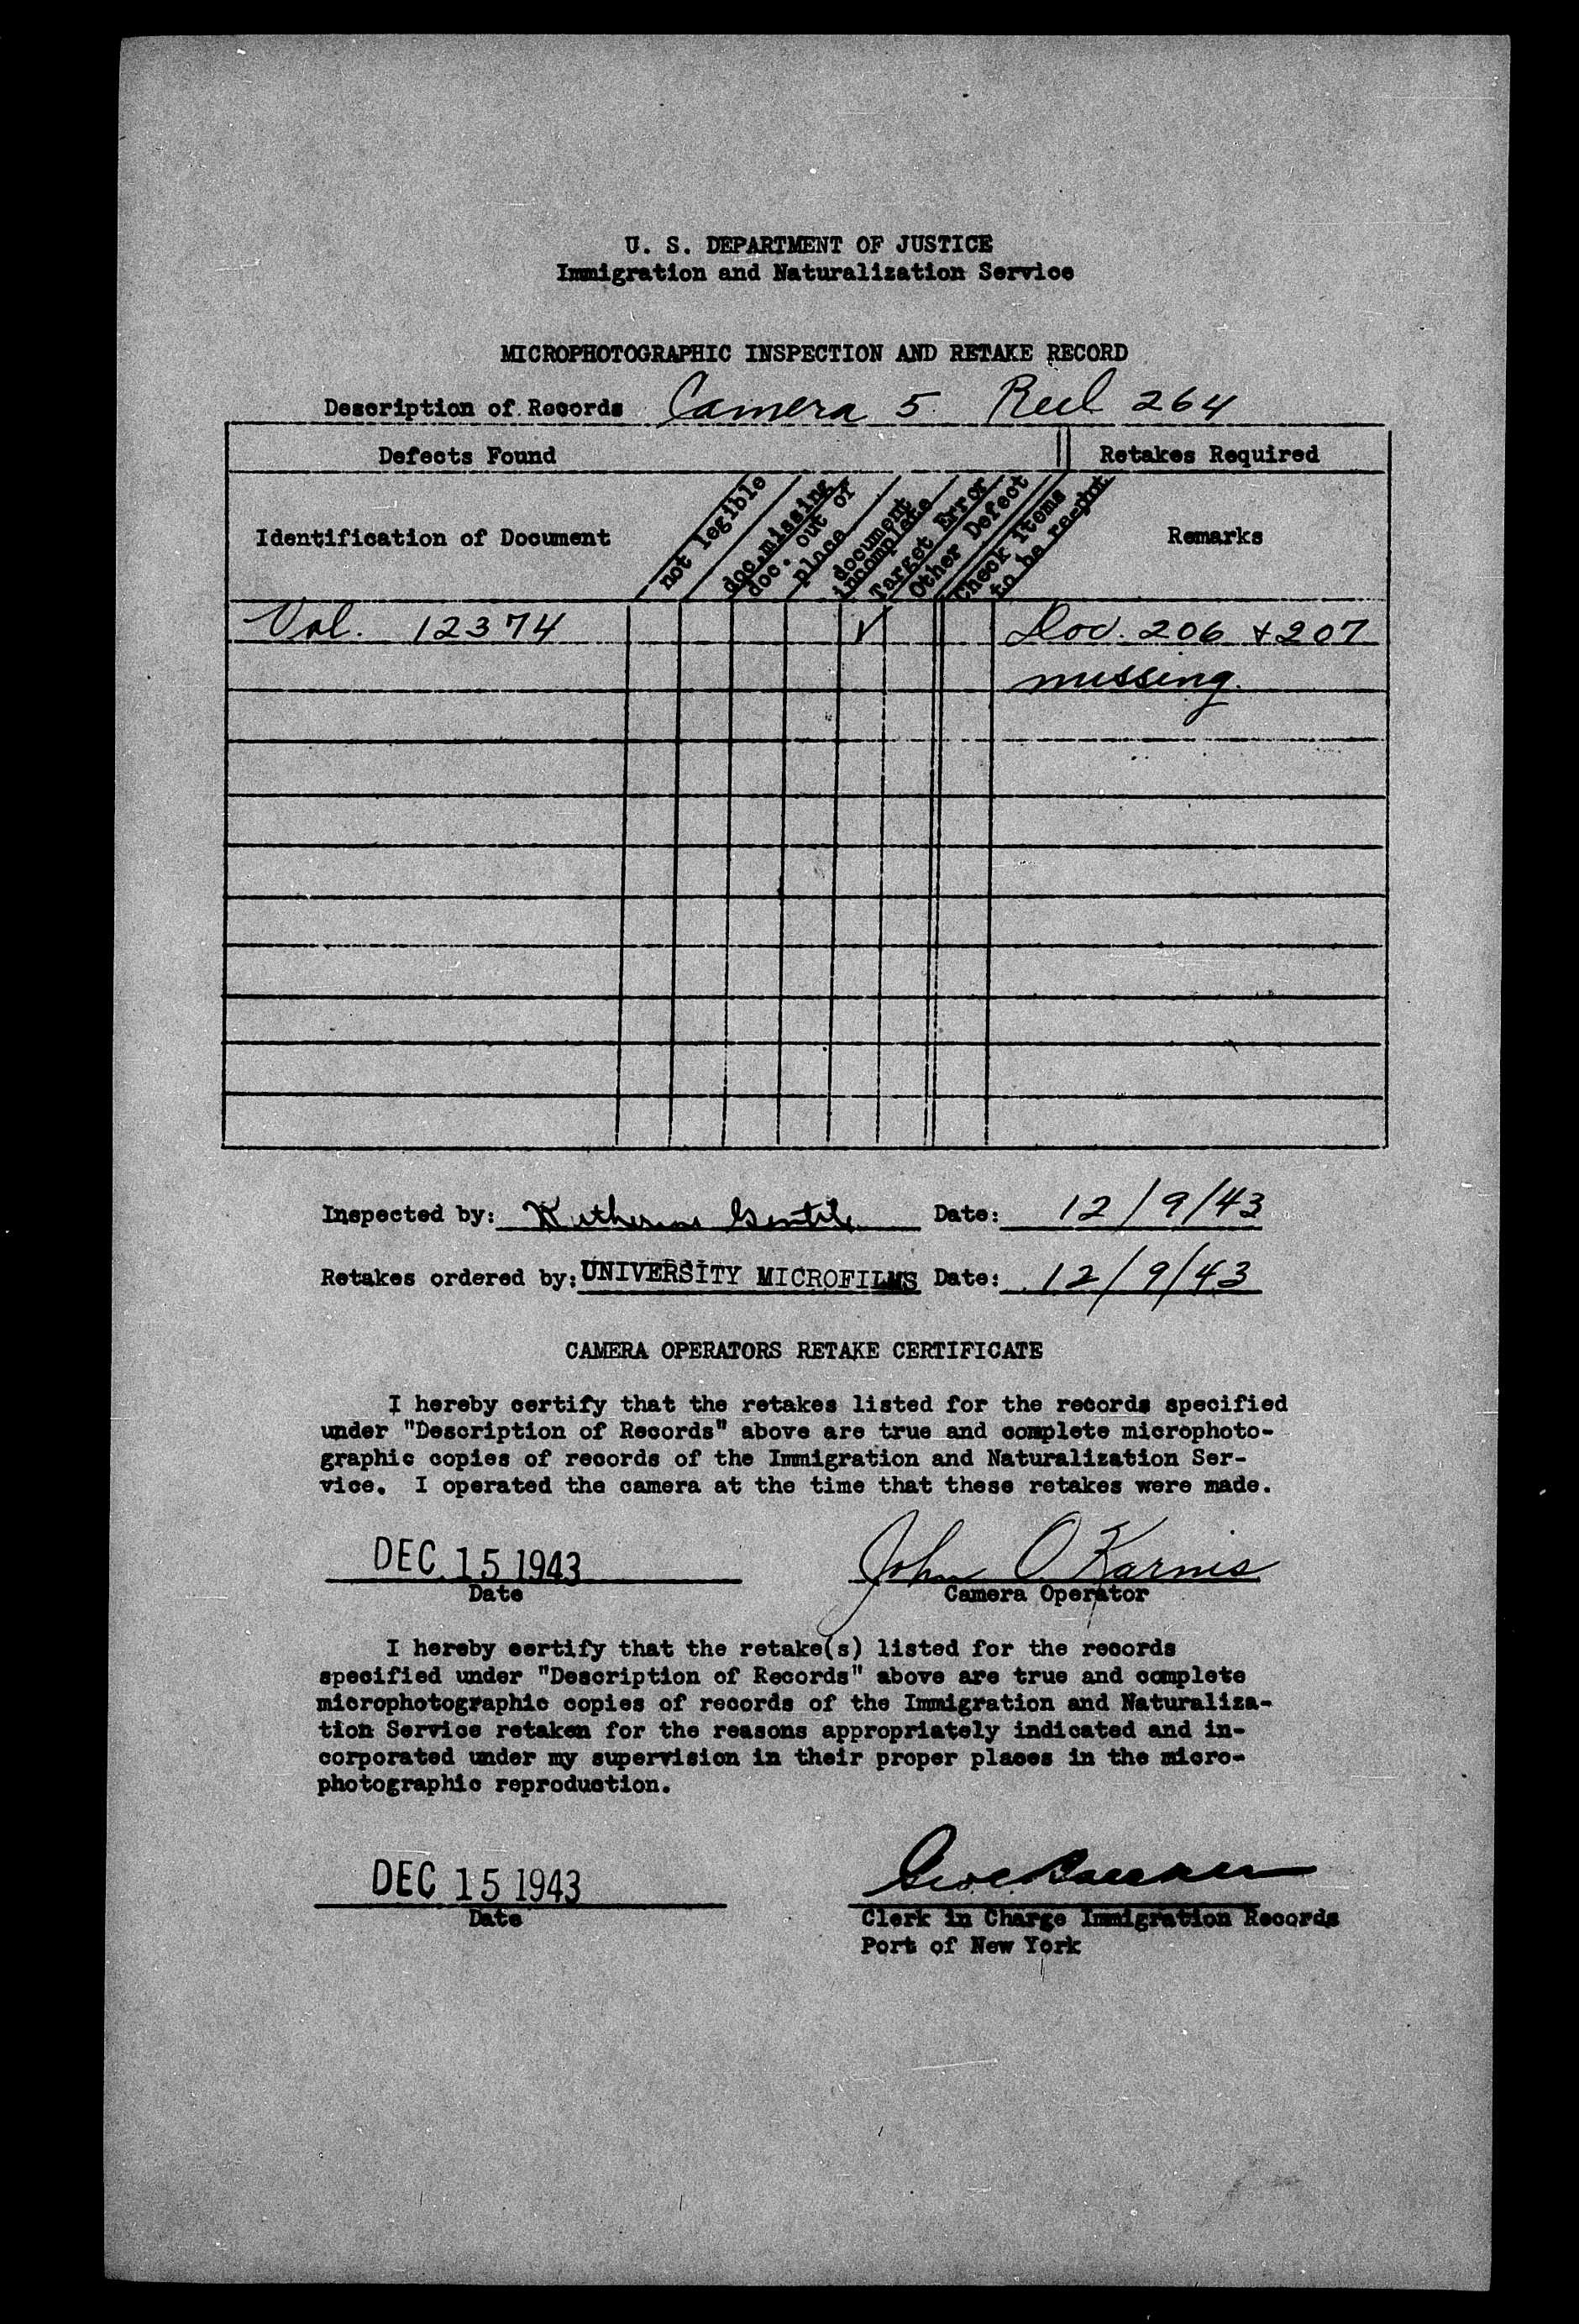 U. S. DEPARTMENT OF JUSTICE
Immigration and Naturalization Service
MICROPHOTOGRAPHIC INSPECTION AND RETAKE RECORD
Description of Records Camera 5 Reel 264
Defects Found Retakes Required
Identification of Document
not legible
doc. missing
doc. out of
place
document
incomplete
Target Error
Other Defect
Check items
to be re-phot
Remarks
Vol. 12374 ✓ Doc. 206 + 207
missing.
Inspected by: Katherine Gentile Date: 12/9/43
Retakes ordered by: UNIVERSITY MICROFILMS Date: 12/9/43
CAMERA OPERATORS RETAKE CERTIFICATE
I hereby certify that the retakes listed for the records specified
under "Description of Records" above are true and complete microphoto-
graphic copies of records of the Immigration and Naturalization Ser-
vice. I operated the camera at the time that these retakes were made.
DEC 15 1943 John O Karnis
Date Camera Operator
I hereby certify that the retake(s) listed for the records
specified under "Description of Records" above are true and complete
microphotographic copies of records of the Immigration and Naturaliza-
tion Service retaken for the reasons appropriately indicated and in-
corporated under my supervision in their proper places in the micro-
photographic reproduction.
DEC 15 1943
Date Clerk in Charge Immigration Records
Port of New York